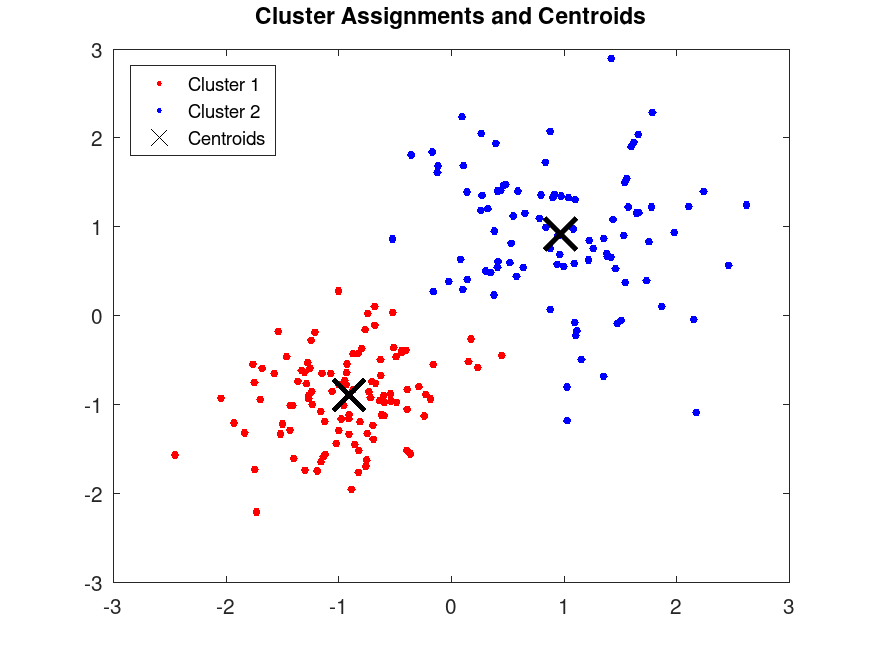 Cluster Assignments and Centroids
3
Cluster 1
Cluster 2
Centroids
2
1
0
-1
-2
-3
-3 -2 -1 0 1 2 3